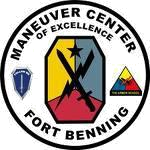 MANEUVER CENTER
OF EXCELLENCE
FORT BENNING